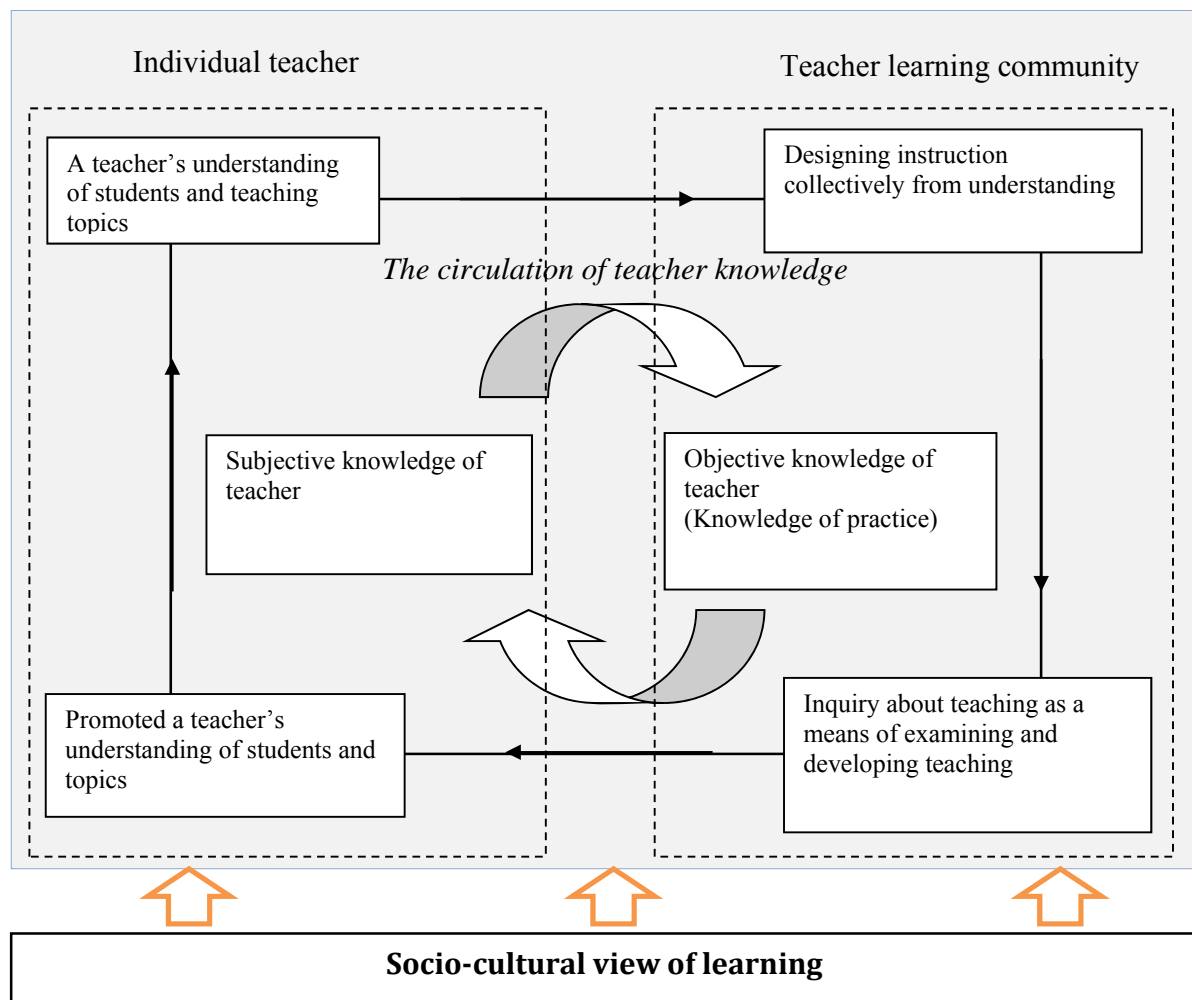 Individual teacher
Teacher learning community
A teacher’s understanding
of students and teaching
topics
Designing instruction
collectively from understanding
The circulation of teacher knowledge
Subjective knowledge of
teacher
Objective knowledge of
teacher
(Knowledge of practice)
Promoted a teacher’s
understanding of students and
topics
Inquiry about teaching as a
means of examining and
developing teaching
Socio-cultural view of learning